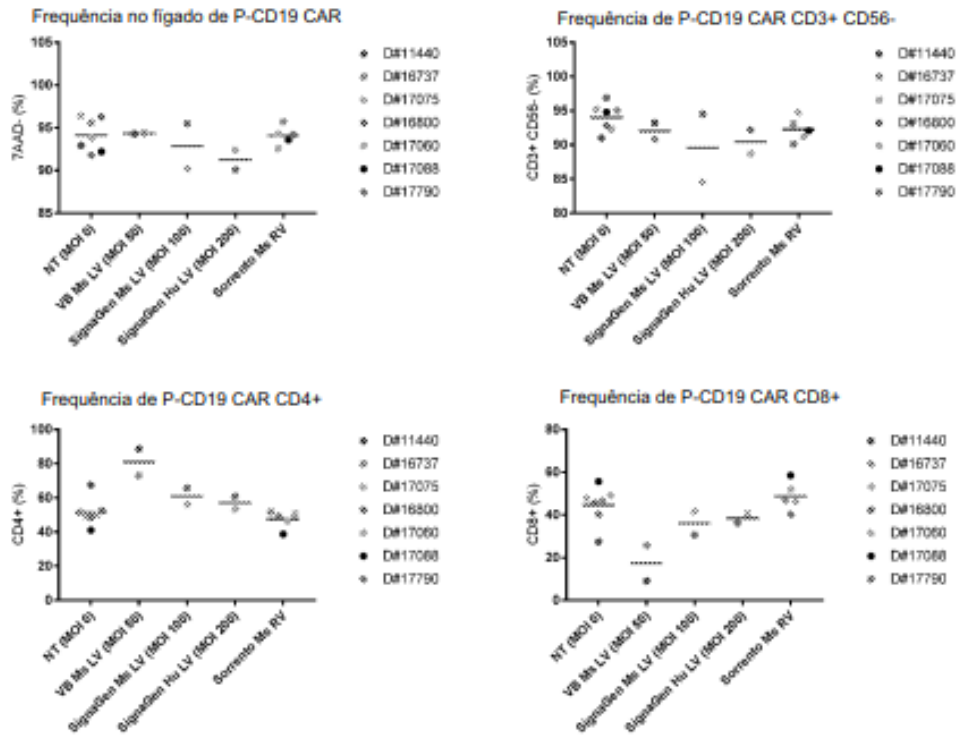 Frequência no fígado de P-CD19 CAR
105
100
95
90
85
7AAD- (%)
NT (MOI 0)
VB Ms LV (MOI 50)
SignaGen Ms LV (MOI 100)
SignaGen Hu LV (MOI 200)
Sorrento Ms RV
D#11440
D#16737
D#17075
D#16800
D#17060
D#17088
D#17790
Frequência de P-CD19 CAR CD3+ CD56-
105
100
95
90
85
80
CD3+ CD56- (%)
NT (MOI 0)
VB Ms LV (MOI 50)
SignaGen Ms LV (MOI 100)
SignaGen Hu LV (MOI 200)
Sorrento Ms RV
D#11440
D#16737
D#17075
D#16800
D#17060
D#17088
D#17790
Frequência de P-CD19 CAR CD4+
100
80
60
40
20
0
CD4+ (%)
NT (MOI 0)
VB Ms LV (MOI 50)
SignaGen Ms LV (MOI 100)
SignaGen Hu LV (MOI 200)
Sorrento Ms RV
D#11440
D#16737
D#17075
D#16800
D#17060
D#17088
D#17790
Frequência de P-CD19 CAR CD8+
80
60
40
20
0
CD8+ (%)
NT (MOI 0)
VB Ms LV (MOI 50)
SignaGen Ms LV (MOI 100)
SignaGen Hu LV (MOI 200)
Sorrento Ms RV
D#11440
D#16737
D#17075
D#16800
D#17060
D#17088
D#17790